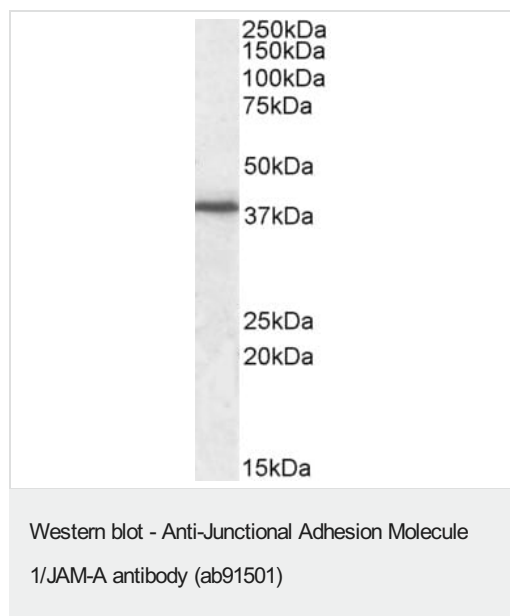 250kDa
150kDa
100kDa
75kDa
50kDa
37kDa
25kDa
20kDa
15kDa
Western blot - Anti-Junctional Adhesion Molecule
1/JAM-A antibody (ab91501)